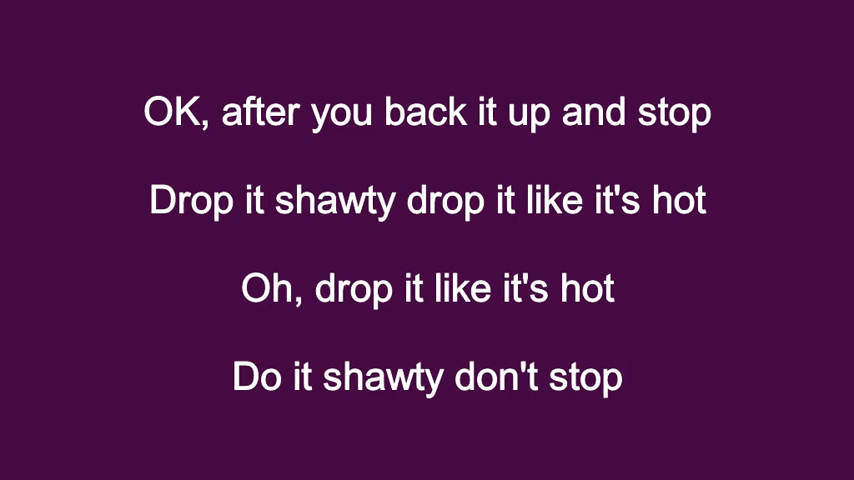 OK, after you back it up and stop
Drop it shawty drop it like it's hot
Oh, drop it like it's hot
Do it shawty don't stop